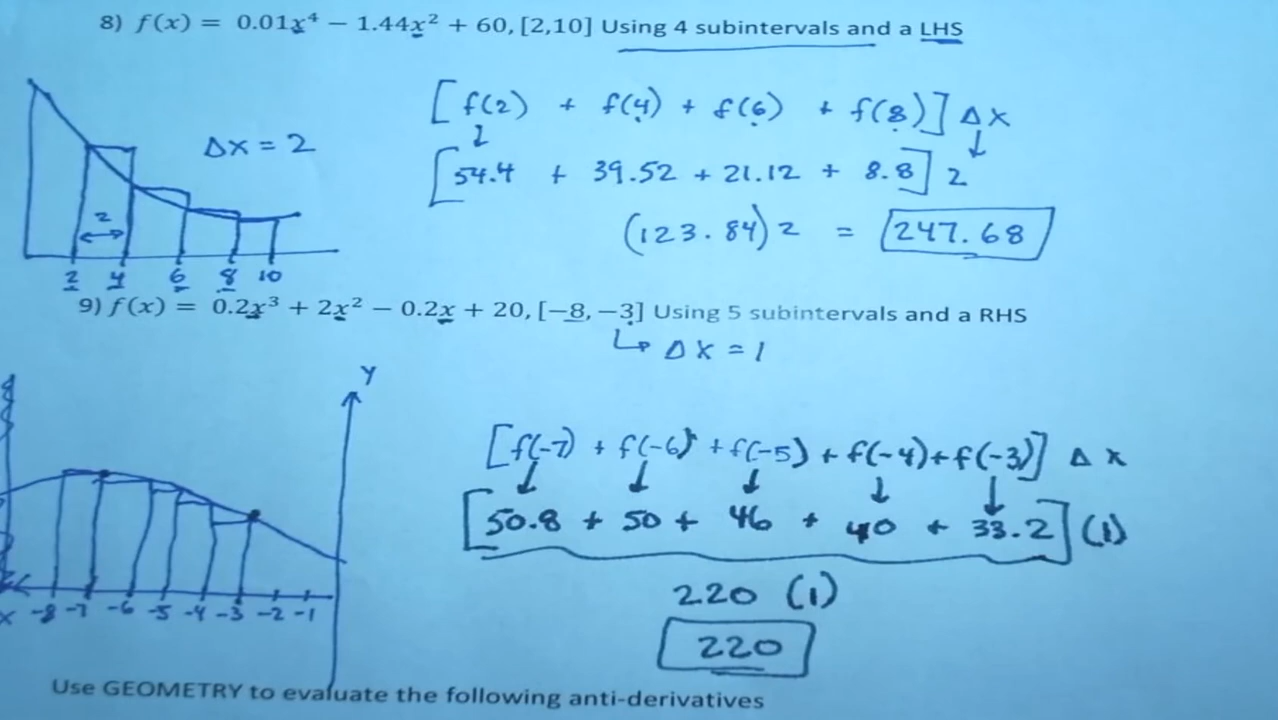 8) f(x) = 0.01x⁴ − 1.44x² + 60, [2,10] Using 4 subintervals and a LHS
[f(2) + f(4) + f(6) + f(8)] Δx
Δx = 2
[54.4 + 39.52 + 21.12 + 8.8] 2
2
(123.84) 2 = 247.68
2 4 6 8 10
9) f(x) = 0.2x³ + 2x² − 0.2x + 20, [−8, −3] Using 5 subintervals and a RHS
Δx = 1
Y
[f(-7) + f(-6) + f(-5) + f(-4) + f(-3)] Δx
[50.8 + 50 + 46 + 40 + 33.2] (1)
x -8 -7 -6 -5 -4 -3 -2 -1
220 (1)
220
Use GEOMETRY to evaluate the following anti-derivatives